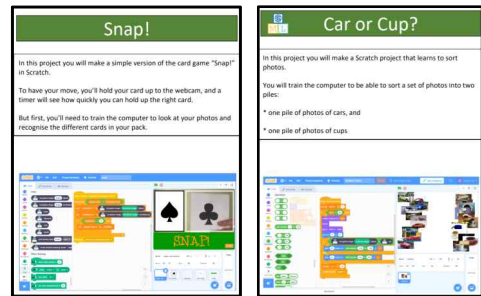 Snap!
In this project you will make a simple version of the card game "Snap!"
in Scratch.
To have your move, you'll hold your card up to the webcam, and a
timer will see how quickly you can hold up the right card.
But first, you'll need to train the computer to look at your photos and
recognise the different cards in your pack.
SNAP!
Car or Cup?
In this project you will make a Scratch project that learns to sort
photos.
You will train the computer to be able to sort a set of photos into two
piles:
* one pile of photos of cars, and
* one pile of photos of cups